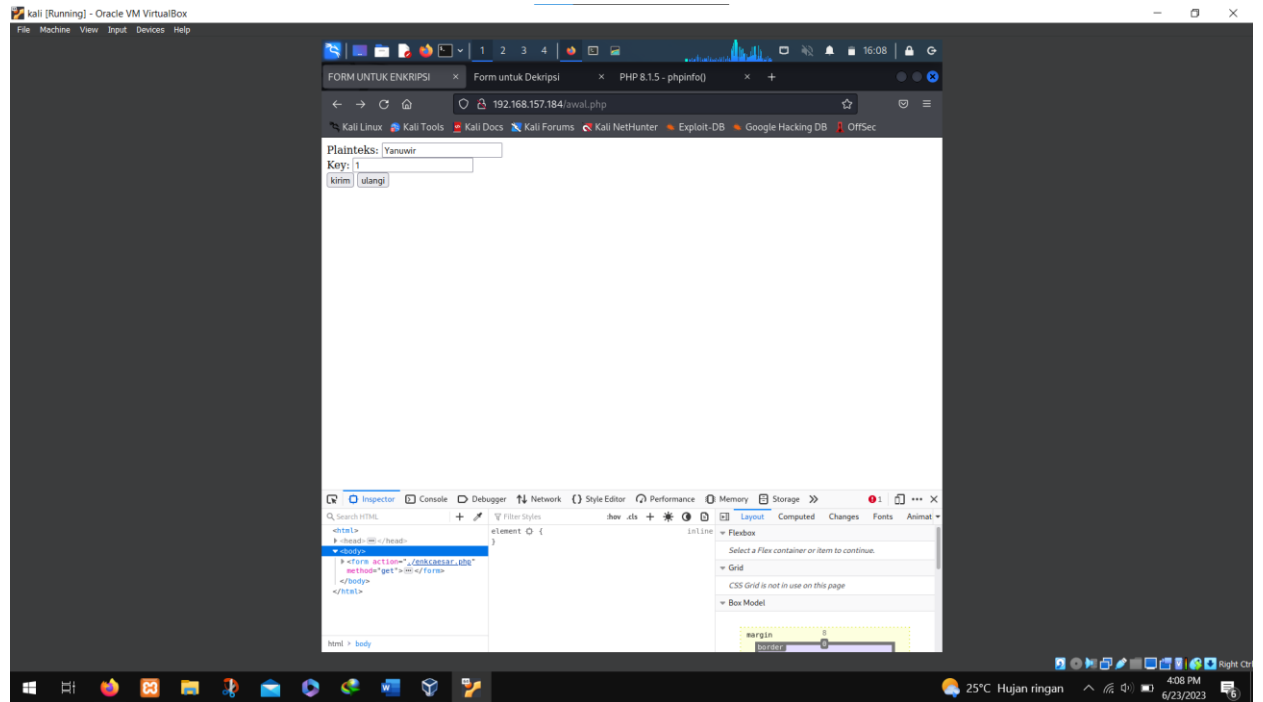 kali [Running] - Oracle VM VirtualBox
File Machine View Input Devices Help
1 2 3 4 16:08
FORM UNTUK ENKRIPSI × Form untuk Dekripsi × PHP 8.1.5 - phpinfo() × +
192.168.157.184/awal.php
Kali Linux Kali Tools Kali Docs Kali Forums Kali NetHunter Exploit-DB Google Hacking DB OffSec
Plainteks: Yanuwir
Key: 1
kirim ulangi
Inspector Console Debugger Network {} Style Editor Performance Memory Storage 1
Search HTML + Filter Styles :hov .cls + Layout Computed Changes Fonts Animat
<html>
<head> </head>
<body>
<form action="./enkcaesar.php"
method="get"> </form>
</body>
</html>
element {
inline
}
Flexbox
Select a Flex container or item to continue.
Grid
CSS Grid is not in use on this page
Box Model
margin 8
border 0
html > body
Right Ctr
25°C Hujan ringan 4:08 PM
6/23/2023
6